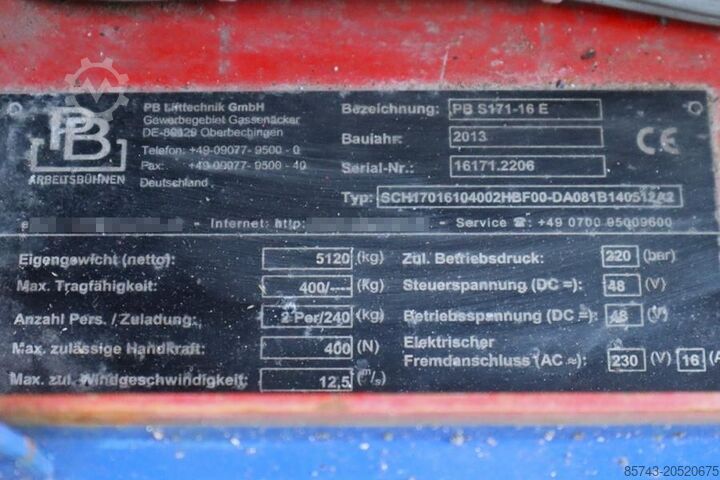 PB
ARBEITSBÜHNEN
PB Lifttechnik GmbH
Gewerbegebiet Gassenäcker
DE-89429 Oberbechingen
Telefon: +49-09077- 9500 - 0
Fax: +49-09077- 9500 - 40
Deutschland
Bezeichnung: PB S171-16 E
Baujahr: 2013
Serial-Nr.: 16171.2206
CE
Typ: SCH17016104002HBF00-DA081B140512A2
- Internet: http: - Service ☎: +49 0700 95009600
Eigengewicht (netto): 5120 (kg)
Max. Tragfähigkeit: 400/---- (kg)
Anzahl Pers. / Zuladung: 2 Per/240 (kg)
Max. zulässige Handkraft: 400 (N)
Max. zul. Windgeschwindigkeit: 12,5 (m/s)
Zul. Betriebsdruck: 220 (bar)
Steuerspannung (DC =): 48 (V)
Betriebsspannung (DC =): 48 (V)
Elektrischer
Fremdanschluss (AC ≈): 230 (V) 16 (A
85743-20520675